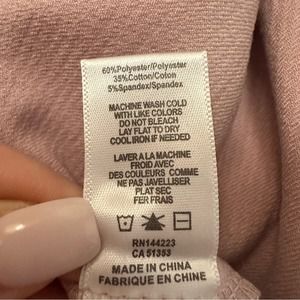 60%Polyester/Polyester
35%Cotton/Coton
5%Spandex/Spandex
MACHINE WASH COLD
WITH LIKE COLORS
DO NOT BLEACH
LAY FLAT TO DRY
COOL IRON IF NEEDED
LAVER A LA MACHINE
FROID AVEC
DES COULEURS COMME
NE PAS JAVELLISER
PLAT SEC
FER FRAIS
RN144223
CA 51353
MADE IN CHINA
FABRIQUE EN CHINE